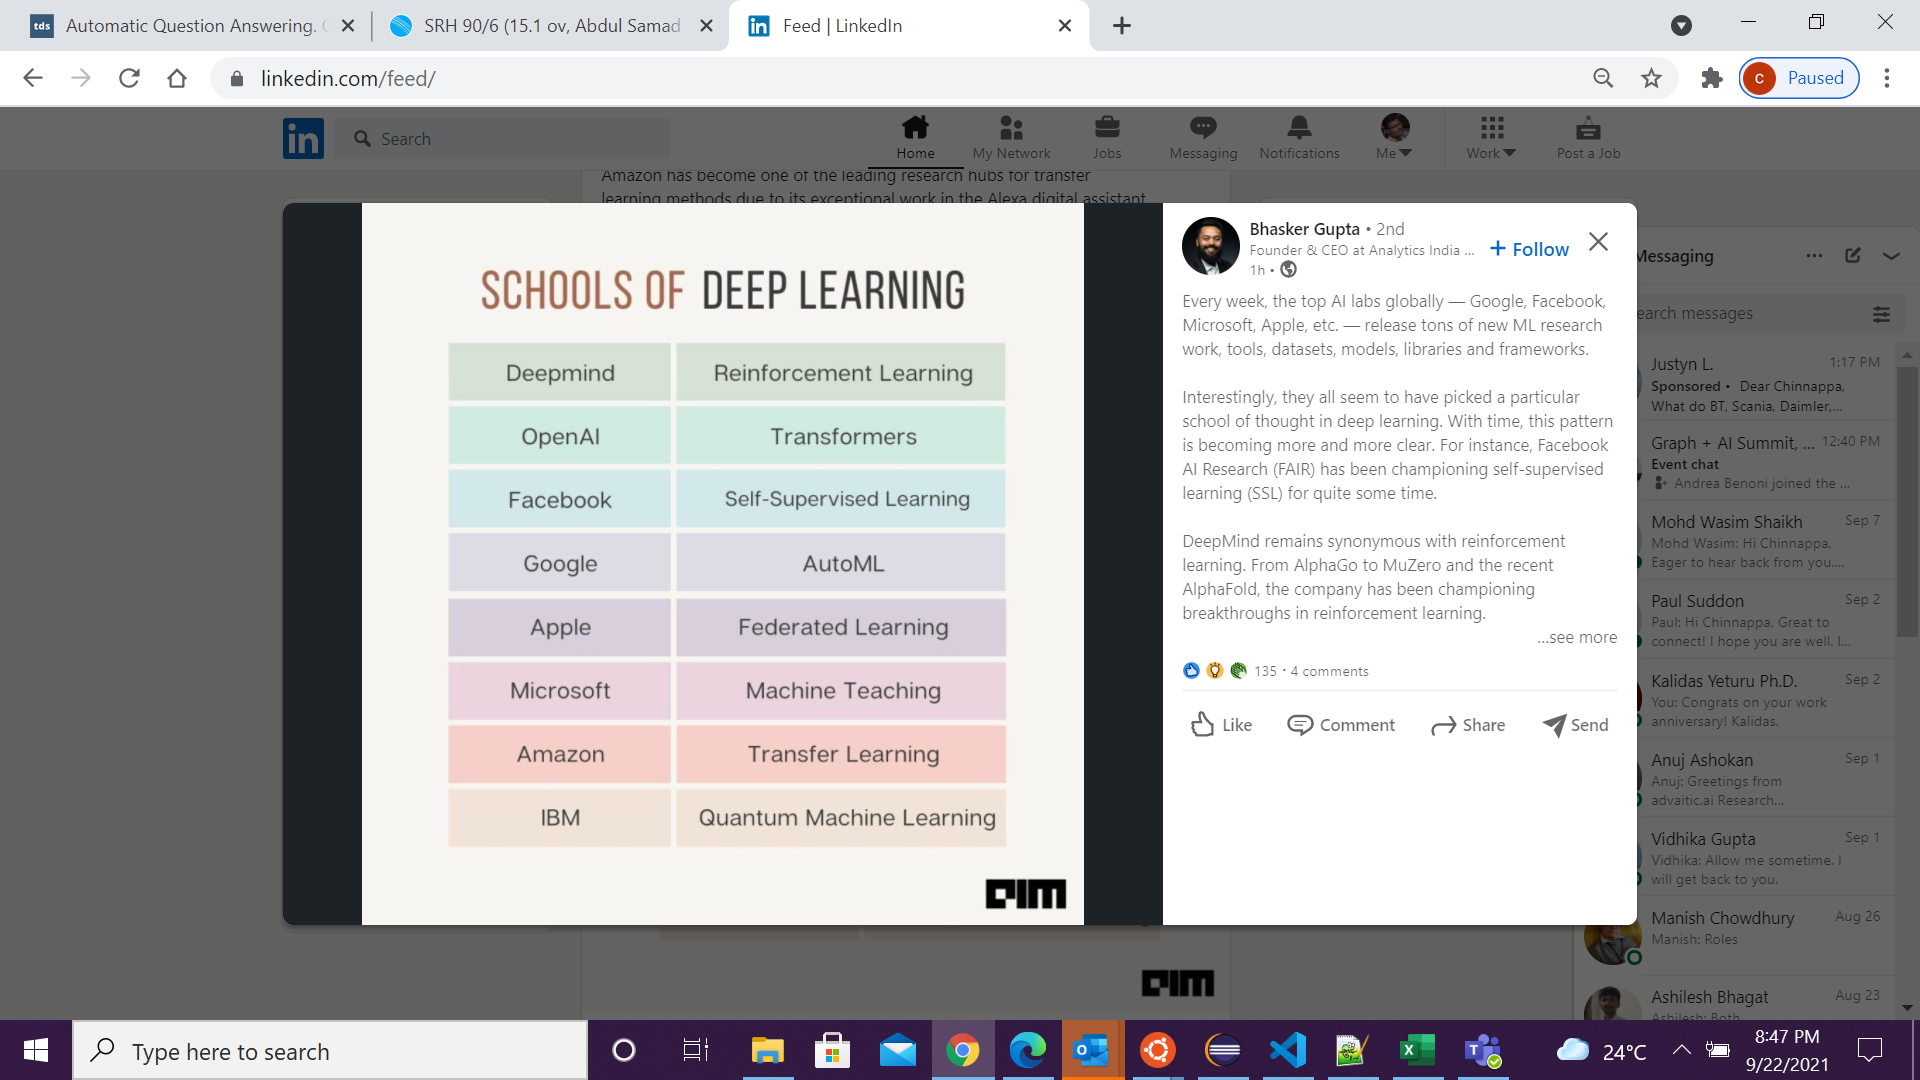 tds Automatic Question Answering.
SRH 90/6 (15.1 ov, Abdul Samad
in Feed | LinkedIn
linkedin.com/feed/
C Paused
in Search
Home
My Network
Jobs
Messaging
Notifications
Me
Work
Post a Job
Amazon has become one of the leading research hubs for transfer
learning methods due to its exceptional work in the Alexa digital assistant
SCHOOLS OF DEEP LEARNING
Deepmind Reinforcement Learning
OpenAI Transformers
Facebook Self-Supervised Learning
Google AutoML
Apple Federated Learning
Microsoft Machine Teaching
Amazon Transfer Learning
IBM Quantum Machine Learning
AIM
Bhasker Gupta • 2nd
Founder & CEO at Analytics India ...
1h •
+ Follow
Every week, the top AI labs globally — Google, Facebook,
Microsoft, Apple, etc. — release tons of new ML research
work, tools, datasets, models, libraries and frameworks.
Interestingly, they all seem to have picked a particular
school of thought in deep learning. With time, this pattern
is becoming more and more clear. For instance, Facebook
AI Research (FAIR) has been championing self-supervised
learning (SSL) for quite some time.
DeepMind remains synonymous with reinforcement
learning. From AlphaGo to MuZero and the recent
AlphaFold, the company has been championing
breakthroughs in reinforcement learning.
...see more
135 • 4 comments
Like
Comment
Share
Send
Messaging
earch messages
Justyn L. 1:17 PM
Sponsored • Dear Chinnappa,
What do BT, Scania, Daimler,...
Graph + AI Summit, ... 12:40 PM
Event chat
Andrea Benoni joined the ...
Mohd Wasim Shaikh Sep 7
Mohd Wasim: Hi Chinnappa,
Eager to hear back from you....
Paul Suddon Sep 2
Paul: Hi Chinnappa, Great to
connect! I hope you are well. I...
Kalidas Yeturu Ph.D. Sep 2
You: Congrats on your work
anniversary! Kalidas.
Anuj Ashokan Sep 1
Anuj: Greetings from
advaitic.ai Research...
Vidhika Gupta Sep 1
Vidhika: Allow me sometime. I
will get back to you.
Manish Chowdhury Aug 26
Manish: Roles
Ashilesh Bhagat Aug 23
Ashilesh: Both
AIM
Type here to search
24°C
8:47 PM
9/22/2021